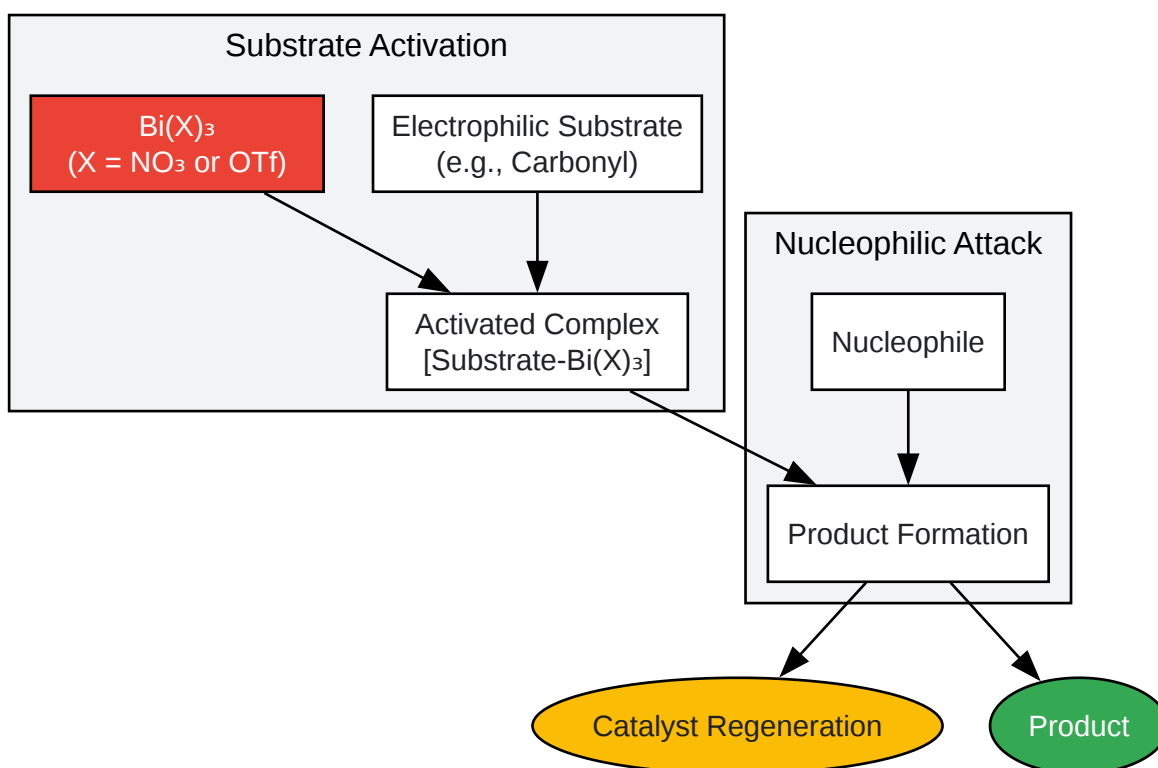 Substrate Activation
Bi(X)₃
(X = NO₃ or OTf)
Electrophilic Substrate
(e.g., Carbonyl)
Activated Complex
[Substrate-Bi(X)₃]
Nucleophilic Attack
Nucleophile
Product Formation
Catalyst Regeneration
Product